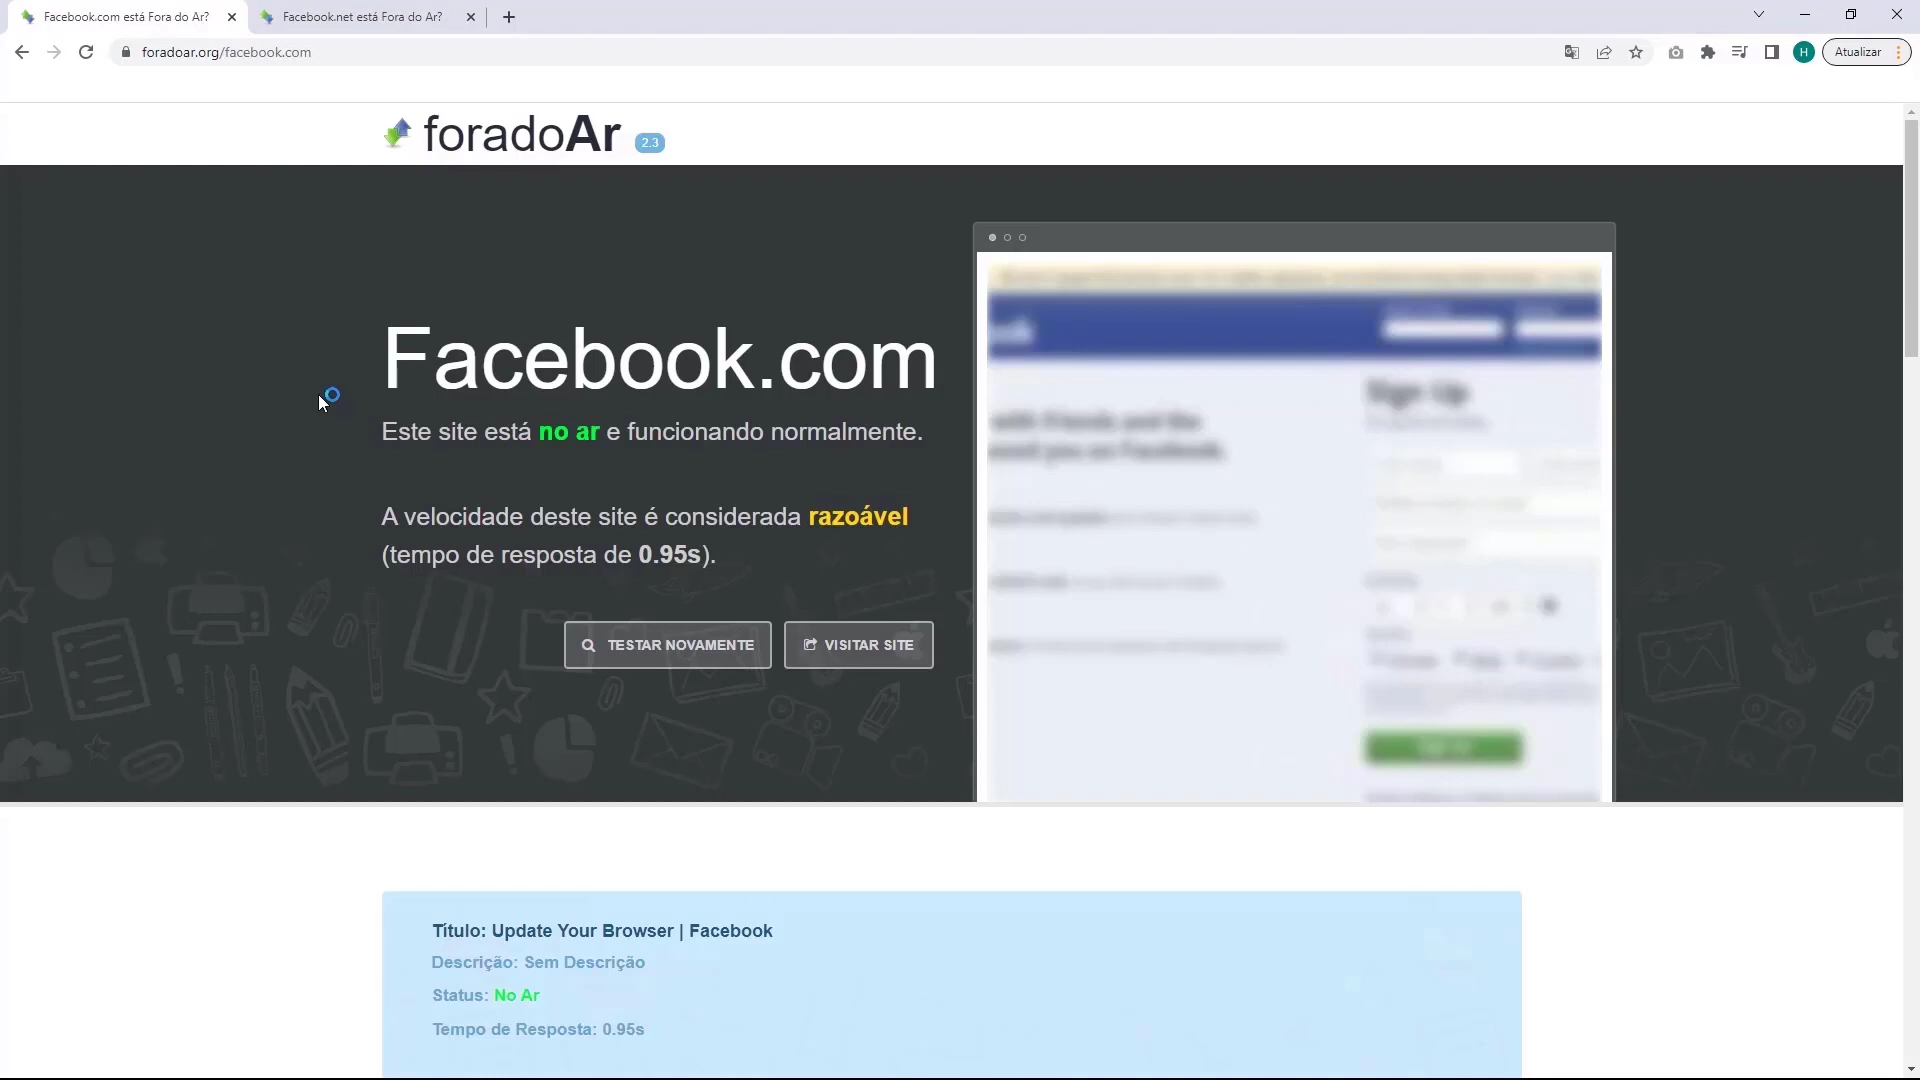 Facebook.com está Fora do Ar?
Facebook.net está Fora do Ar?
foradoar.org/facebook.com
H
Atualizar
foradoAr 2.3
Facebook.com
Este site está no ar e funcionando normalmente.
A velocidade deste site é considerada razoável
(tempo de resposta de 0.95s).
TESTAR NOVAMENTE
VISITAR SITE
Sign Up
Título: Update Your Browser | Facebook
Descrição: Sem Descrição
Status: No Ar
Tempo de Resposta: 0.95s